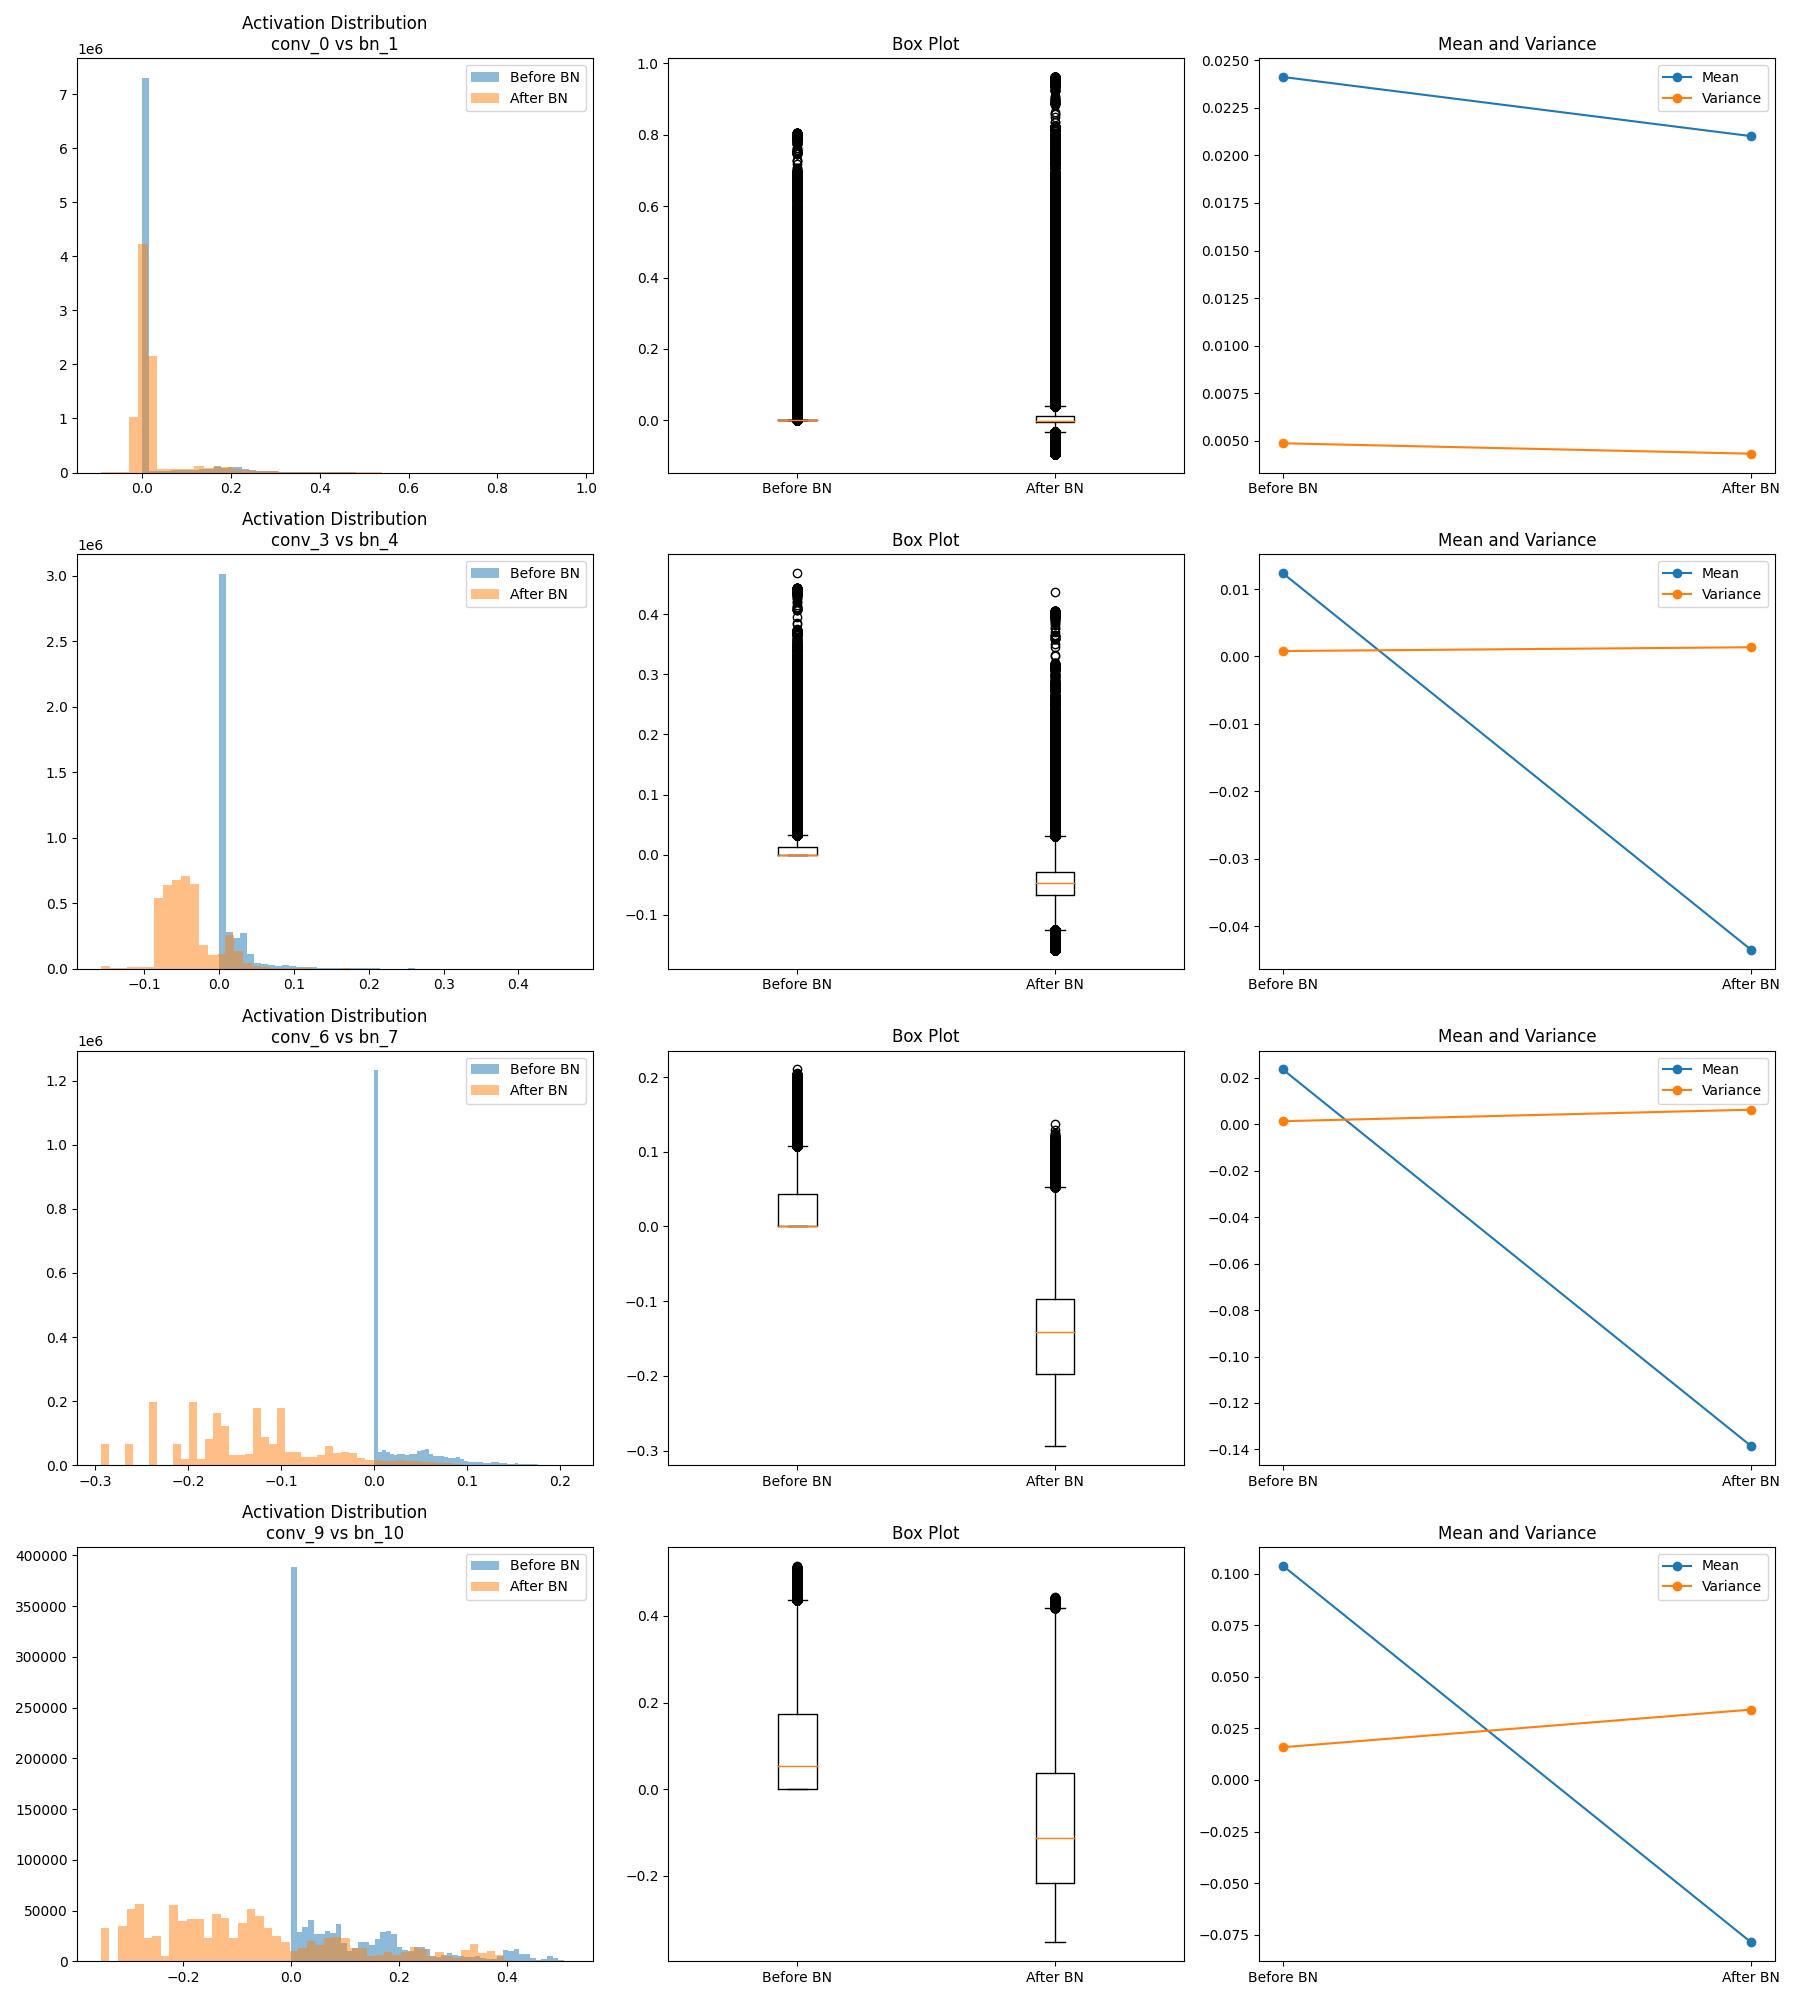 Activation Distribution
conv_0 vs bn_1
1e6
Before BN
After BN
7
6
5
4
3
2
1
0
0.0 0.2 0.4 0.6 0.8 1.0
Box Plot
1.0
0.8
0.6
0.4
0.2
0.0
Before BN After BN
Mean and Variance
Mean
Variance
0.0250
0.0225
0.0200
0.0175
0.0150
0.0125
0.0100
0.0075
0.0050
Before BN After BN
Activation Distribution
conv_3 vs bn_4
1e6
Before BN
After BN
3.0
2.5
2.0
1.5
1.0
0.5
0.0
−0.1 0.0 0.1 0.2 0.3 0.4
Box Plot
0.4
0.3
0.2
0.1
0.0
−0.1
Before BN After BN
Mean and Variance
Mean
Variance
0.01
0.00
−0.01
−0.02
−0.03
−0.04
Before BN After BN
Activation Distribution
conv_6 vs bn_7
1e6
Before BN
After BN
1.2
1.0
0.8
0.6
0.4
0.2
0.0
−0.3 −0.2 −0.1 0.0 0.1 0.2
Box Plot
0.2
0.1
0.0
−0.1
−0.2
−0.3
Before BN After BN
Mean and Variance
Mean
Variance
0.02
0.00
−0.02
−0.04
−0.06
−0.08
−0.10
−0.12
−0.14
Before BN After BN
Activation Distribution
conv_9 vs bn_10
Before BN
After BN
400000
350000
300000
250000
200000
150000
100000
50000
0
−0.2 0.0 0.2 0.4
Box Plot
0.4
0.2
0.0
−0.2
Before BN After BN
Mean and Variance
Mean
Variance
0.100
0.075
0.050
0.025
0.000
−0.025
−0.050
−0.075
Before BN After BN